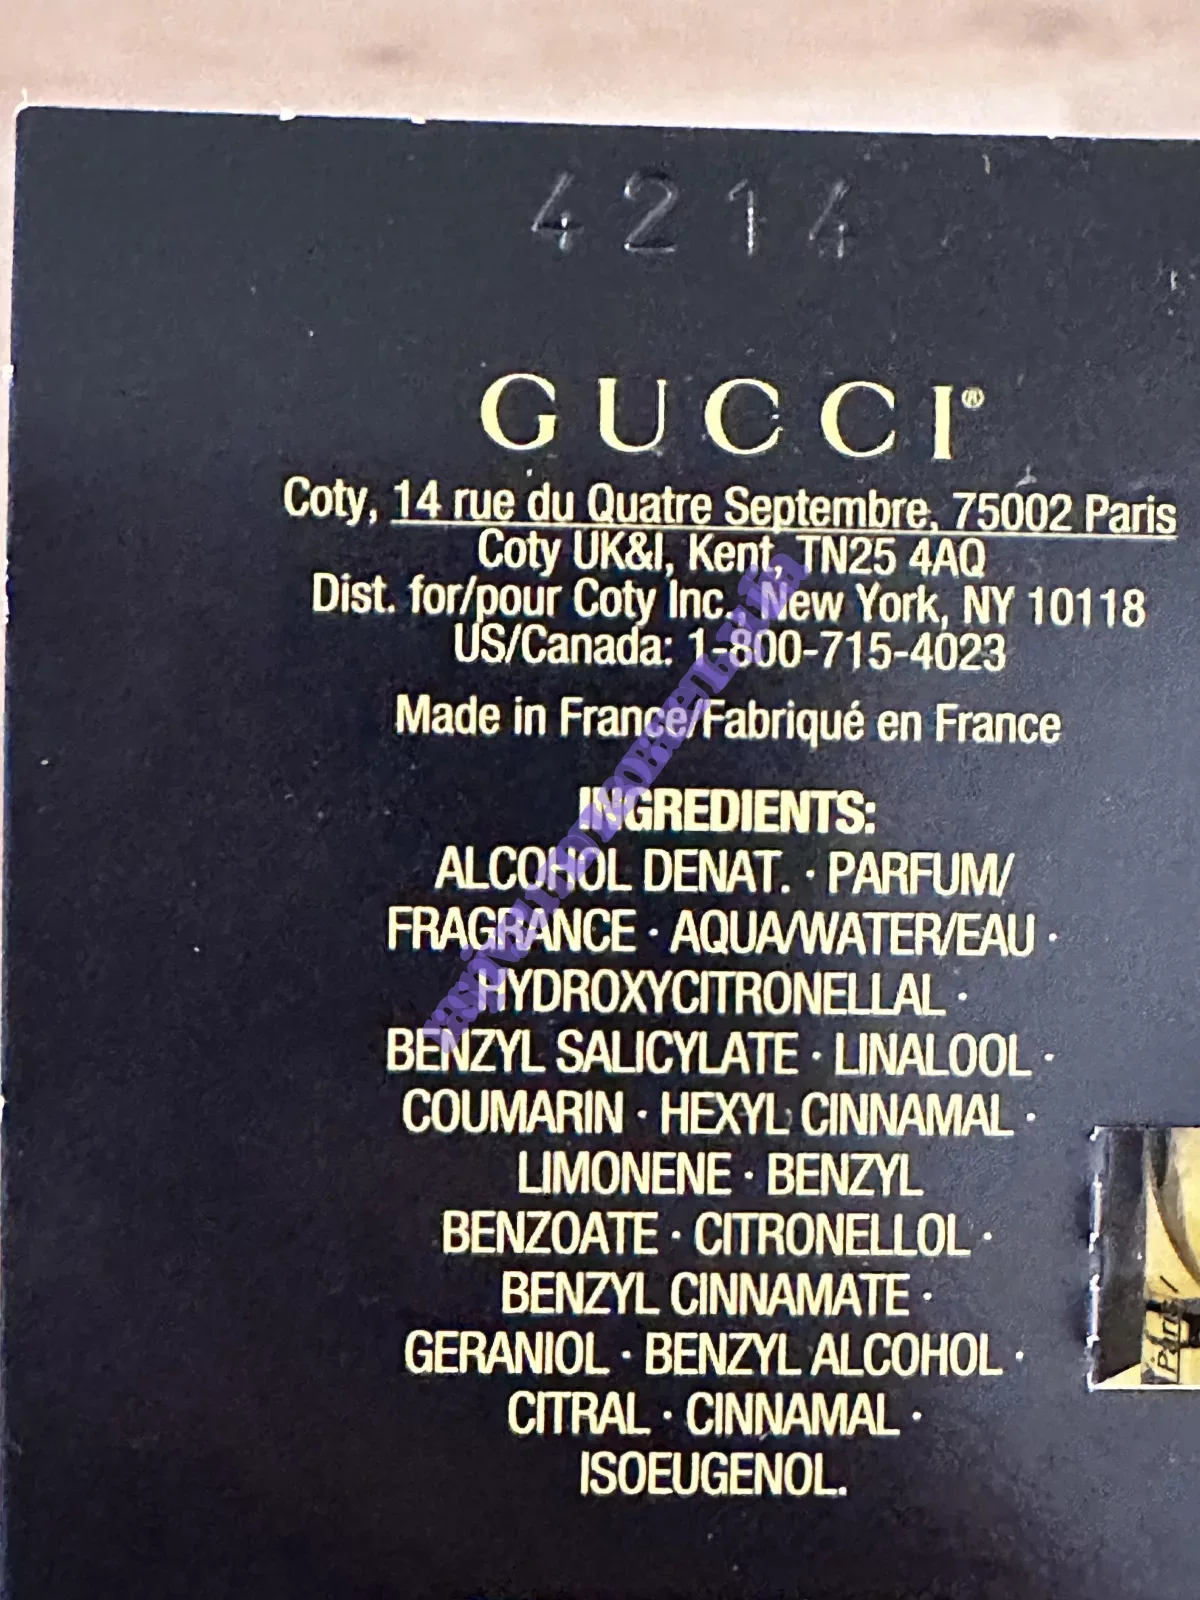 4214
GUCCI®
Coty, 14 rue du Quatre Septembre, 75002 Paris
Coty UK&I, Kent, TN25 4AQ
Dist. for/pour Coty Inc., New York, NY 10118
US/Canada: 1-800-715-4023
Made in France/Fabriqué en France
INGREDIENTS:
ALCOHOL DENAT. · PARFUM/
FRAGRANCE · AQUA/WATER/EAU ·
HYDROXYCITRONELLAL ·
BENZYL SALICYLATE · LINALOOL ·
COUMARIN · HEXYL CINNAMAL ·
LIMONENE · BENZYL
BENZOATE · CITRONELLOL ·
BENZYL CINNAMATE ·
GERANIOL · BENZYL ALCOHOL ·
CITRAL · CINNAMAL ·
ISOEUGENOL.
Paris /